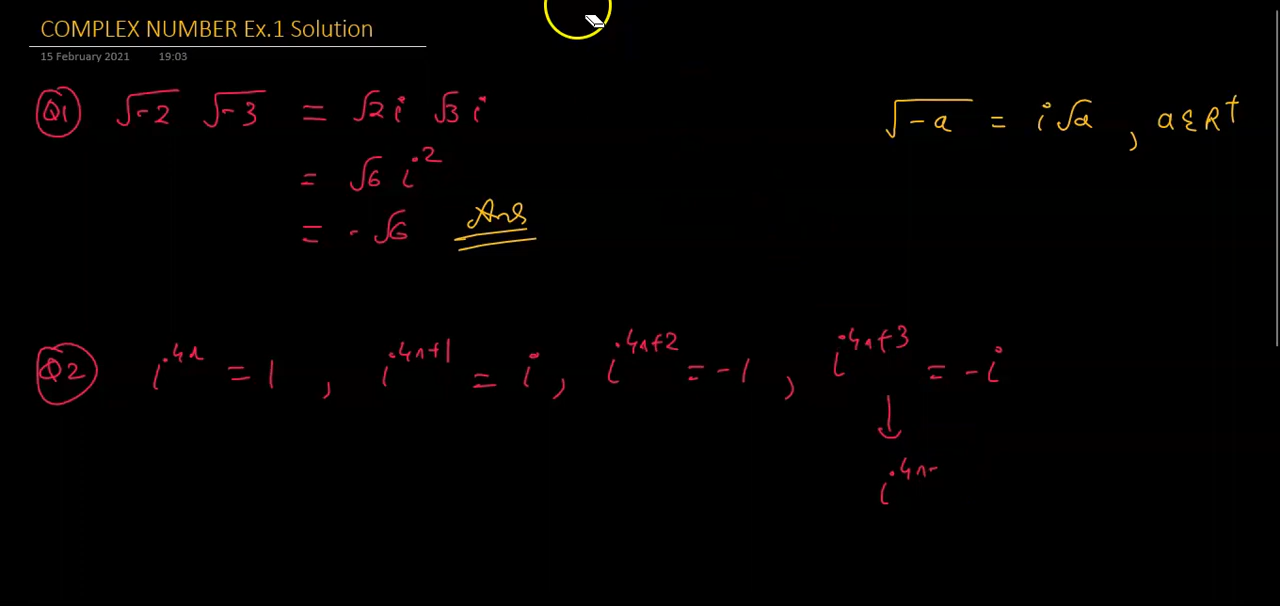 COMPLEX NUMBER Ex.1 Solution
15 February 2021 19:03
Q1 √-2 √-3 = √2 i √3 i
√-a = i√a , a ε R⁺
= √6 i²
= -√6 Ans
Q2 i⁴ⁿ = 1 , i⁴ⁿ⁺¹ = i , i⁴ⁿ⁺² = -1 , i⁴ⁿ⁺³ = -i
↓
i⁴ⁿ⁻